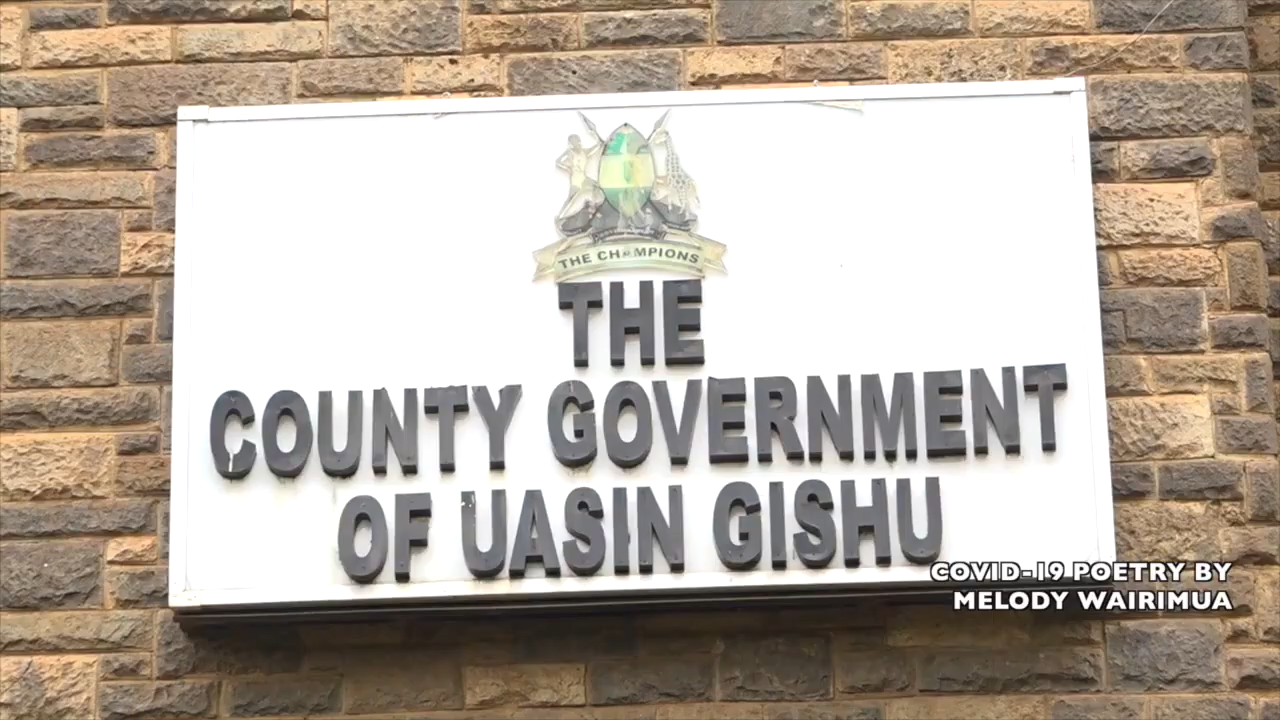 THE CHAMPIONS
THE
COUNTY GOVERNMENT
OF UASIN GISHU
COVID-19 POETRY BY
MELODY WAIRIMUA